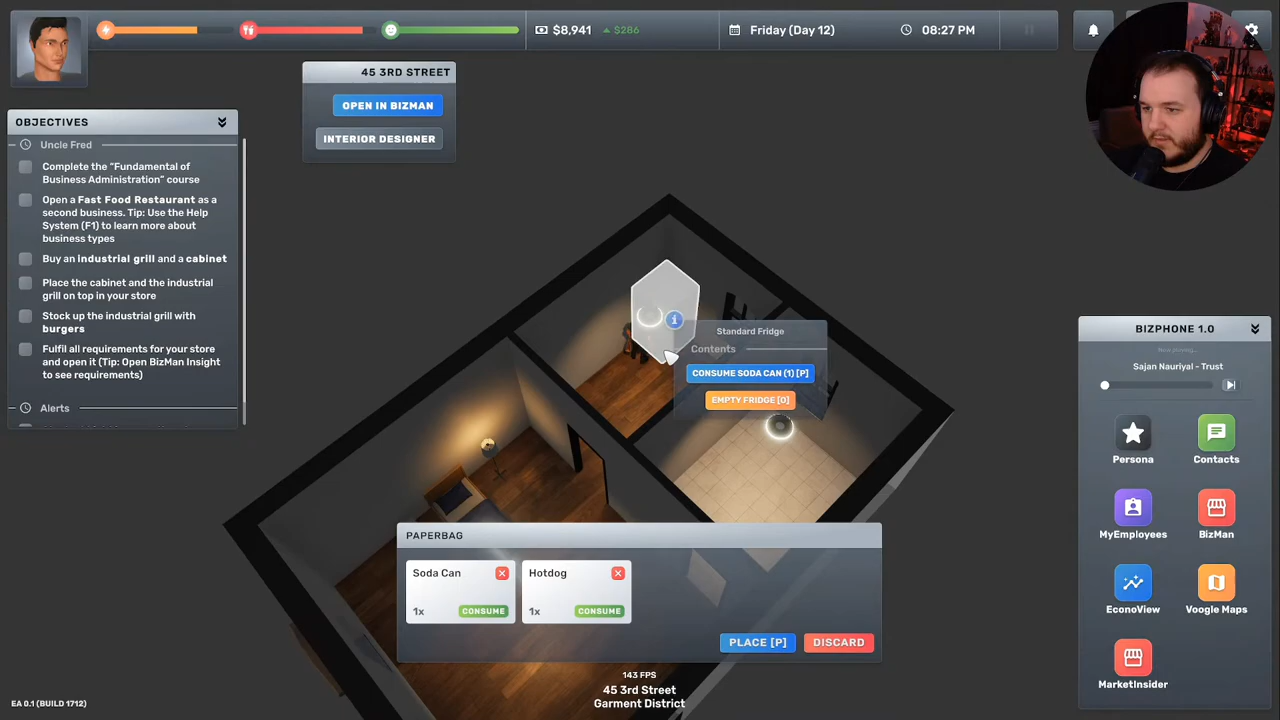 $8,941
$286
Friday (Day 12)
08:27 PM
45 3RD STREET
OPEN IN BIZMAN
INTERIOR DESIGNER
OBJECTIVES
Uncle Fred
Complete the "Fundamental of
Business Administration" course
Open a Fast Food Restaurant as a
second business. Tip: Use the Help
System (F1) to learn more about
business types
Buy an industrial grill and a cabinet
Place the cabinet and the industrial
grill on top in your store
Stock up the industrial grill with
burgers
Fulfil all requirements for your store
and open it (Tip: Open BizMan Insight
to see requirements)
Alerts
Standard Fridge
Contents
CONSUME SODA CAN (1) [P]
EMPTY FRIDGE [O]
BIZPHONE 1.0
Now playing...
Sajan Nauriyal - Trust
Persona
Contacts
MyEmployees
BizMan
EconoView
Voogle Maps
MarketInsider
PAPERBAG
Soda Can
1x
CONSUME
Hotdog
1x
CONSUME
PLACE [P]
DISCARD
143 FPS
45 3rd Street
Garment District
EA 0.1 (BUILD 1712)